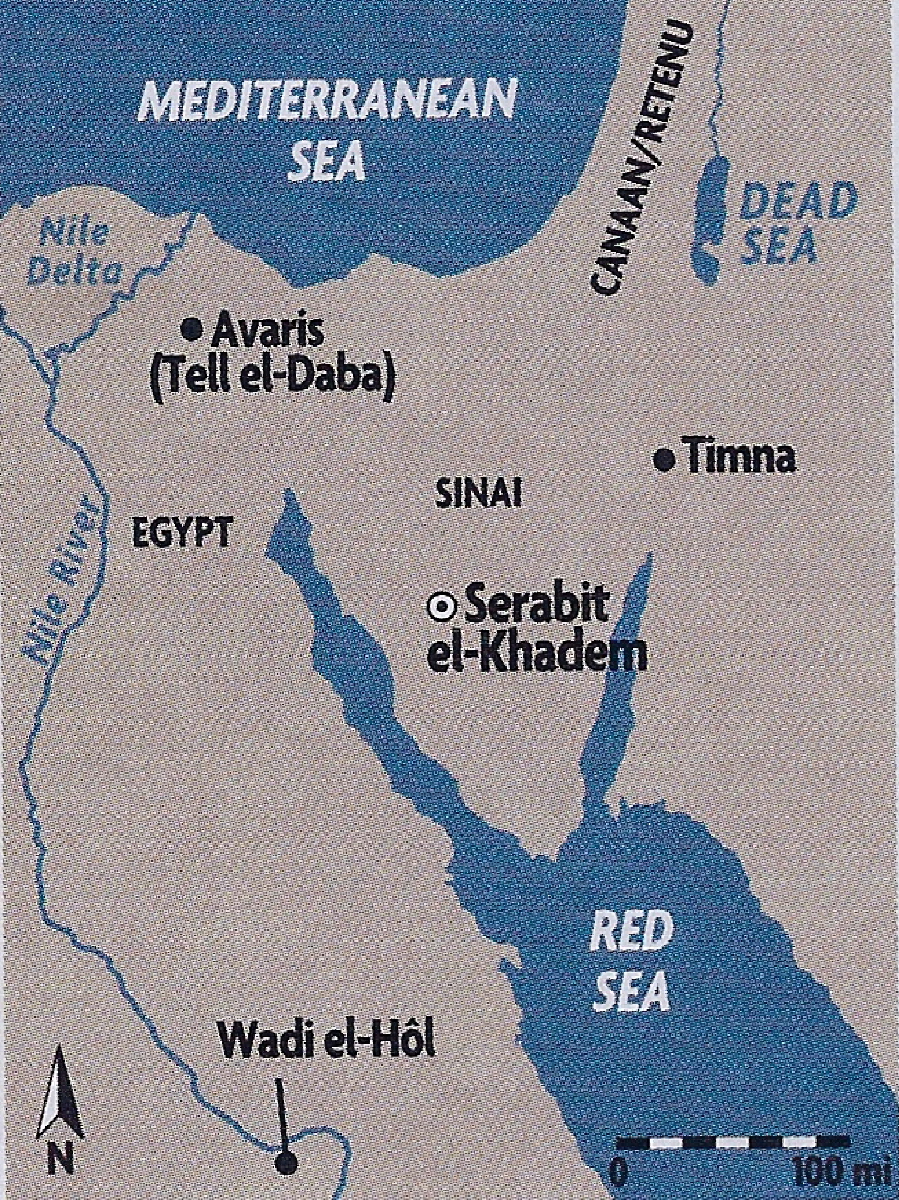 MEDITERRANEAN
SEA
CANAAN/RETENU
Nile
Delta
DEAD
SEA
Avaris
(Tell el-Daba)
Timna
SINAI
EGYPT
Nile River
Serabit
el-Khadem
RED
SEA
Wadi el-Hôl
N
0 100 mi